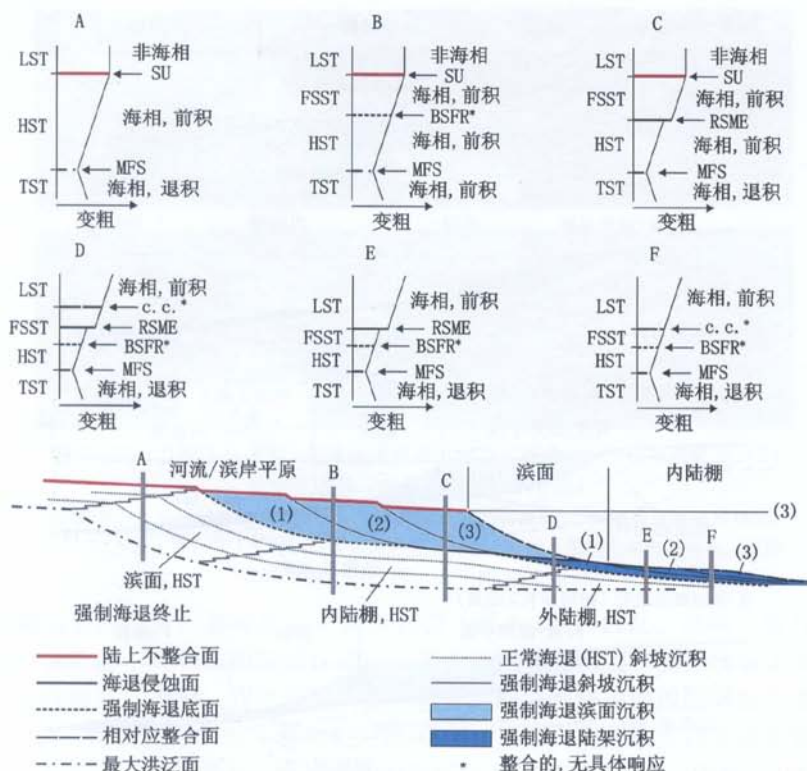 A
LST
非海相
SU
HST
海相,前积
MFS
TST
海相,退积
变粗
B
LST
非海相
SU
FSST
海相,前积
BSFR*
HST
海相,前积
MFS
TST
海相,前积
变粗
C
LST
非海相
SU
FSST
海相,前积
RSME
HST
海相,前积
MFS
TST
海相,退积
变粗
D
LST
海相,前积
c.c.*
FSST
RSME
HST
BSFR*
MFS
TST
海相,退积
变粗
E
LST
海相,前积
FSST
RSME
HST
BSFR*
MFS
TST
海相,退积
变粗
F
LST
海相,前积
c.c.*
FSST
BSFR*
HST
MFS
TST
海相,退积
变粗
A 河流/滨岸平原 B C 滨面 内陆棚
(1) (2) (3) D (1) E (2) F (3) (3)
滨面,HST
强制海退终止 内陆棚,HST 外陆棚,HST
陆上不整合面
海退侵蚀面
强制海退底面
相对应整合面
最大洪泛面
正常海退(HST)斜坡沉积
强制海退斜坡沉积
强制海退滨面沉积
强制海退陆架沉积
* 整合的,无具体响应